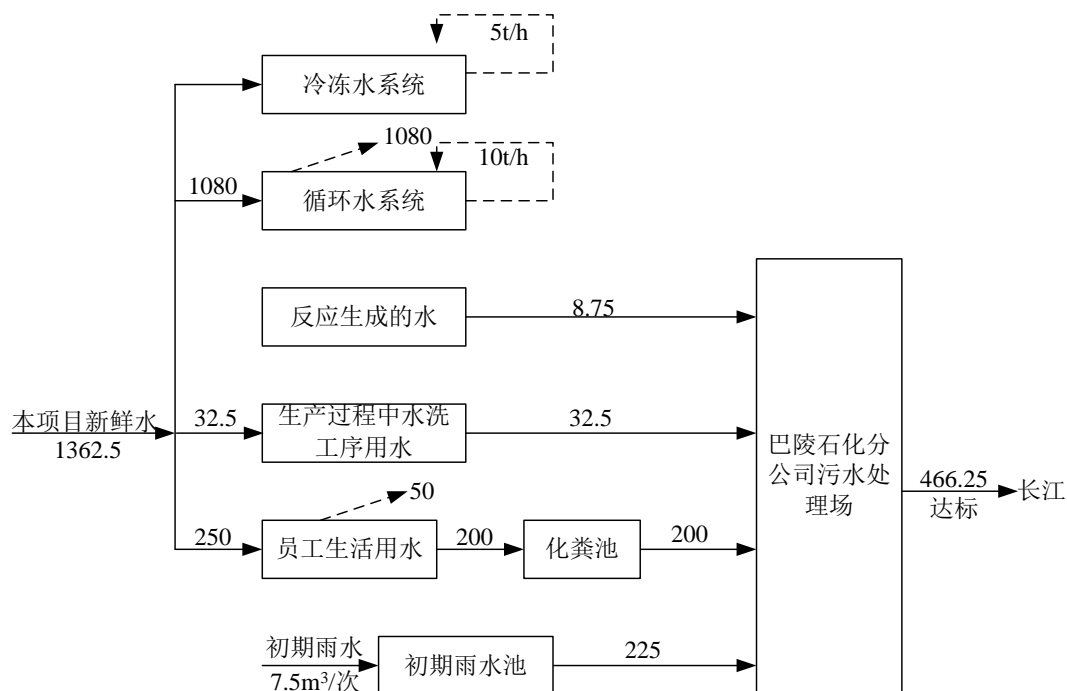 5t/h
冷冻水系统
1080
10t/h
1080
循环水系统
反应生成的水
8.75
本项目新鲜水
1362.5
32.5
生产过程中水洗
工序用水
32.5
巴陵石化分
公司污水处
理场
466.25
达标
长江
50
250
员工生活用水
200
化粪池
200
初期雨水
7.5m³/次
初期雨水池
225